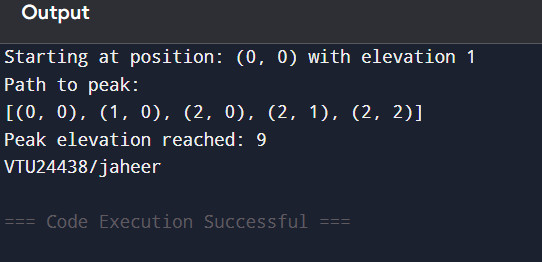 Output
Starting at position: (0, 0) with elevation 1
Path to peak:
[(0, 0), (1, 0), (2, 0), (2, 1), (2, 2)]
Peak elevation reached: 9
VTU24438/jaheer
=== Code Execution Successful ===